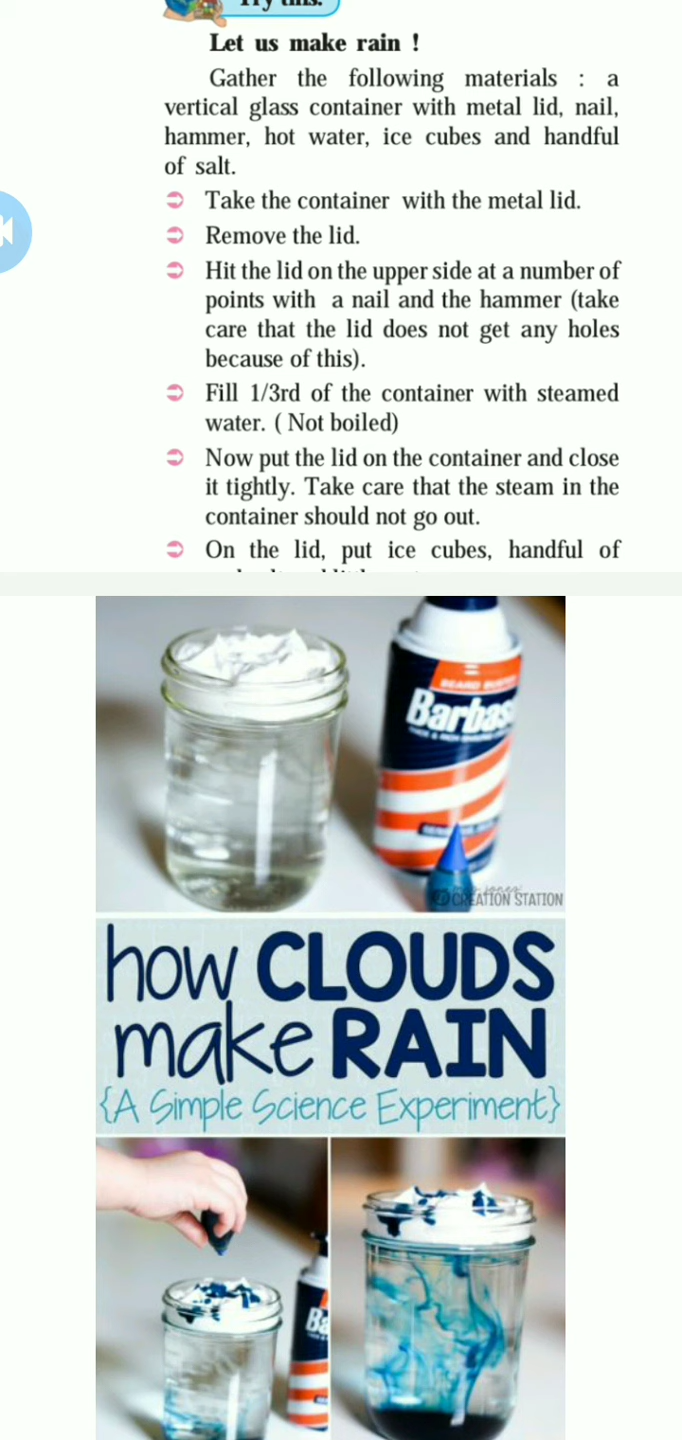 Try this.
Let us make rain !
Gather the following materials : a
vertical glass container with metal lid, nail,
hammer, hot water, ice cubes and handful
of salt.
Take the container with the metal lid.
Remove the lid.
Hit the lid on the upper side at a number of
points with a nail and the hammer (take
care that the lid does not get any holes
because of this).
Fill 1/3rd of the container with steamed
water. ( Not boiled)
Now put the lid on the container and close
it tightly. Take care that the steam in the
container should not go out.
On the lid, put ice cubes, handful of
BEARD
Barbas
CREATION STATION
how CLOUDS
make RAIN
{A Simple Science Experiment}
Ba